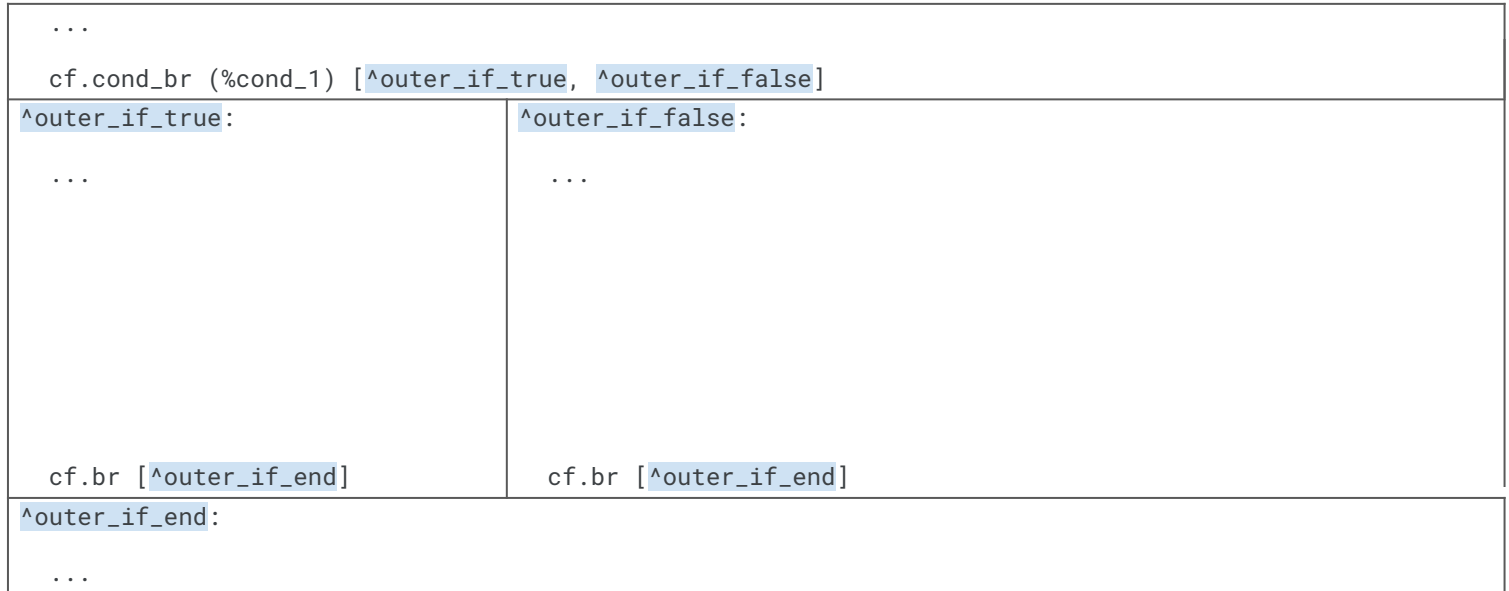 ...
cf.cond_br (%cond_1) [^outer_if_true, ^outer_if_false]
^outer_if_true:
...
cf.br [^outer_if_end]
^outer_if_false:
...
cf.br [^outer_if_end]
^outer_if_end:
...